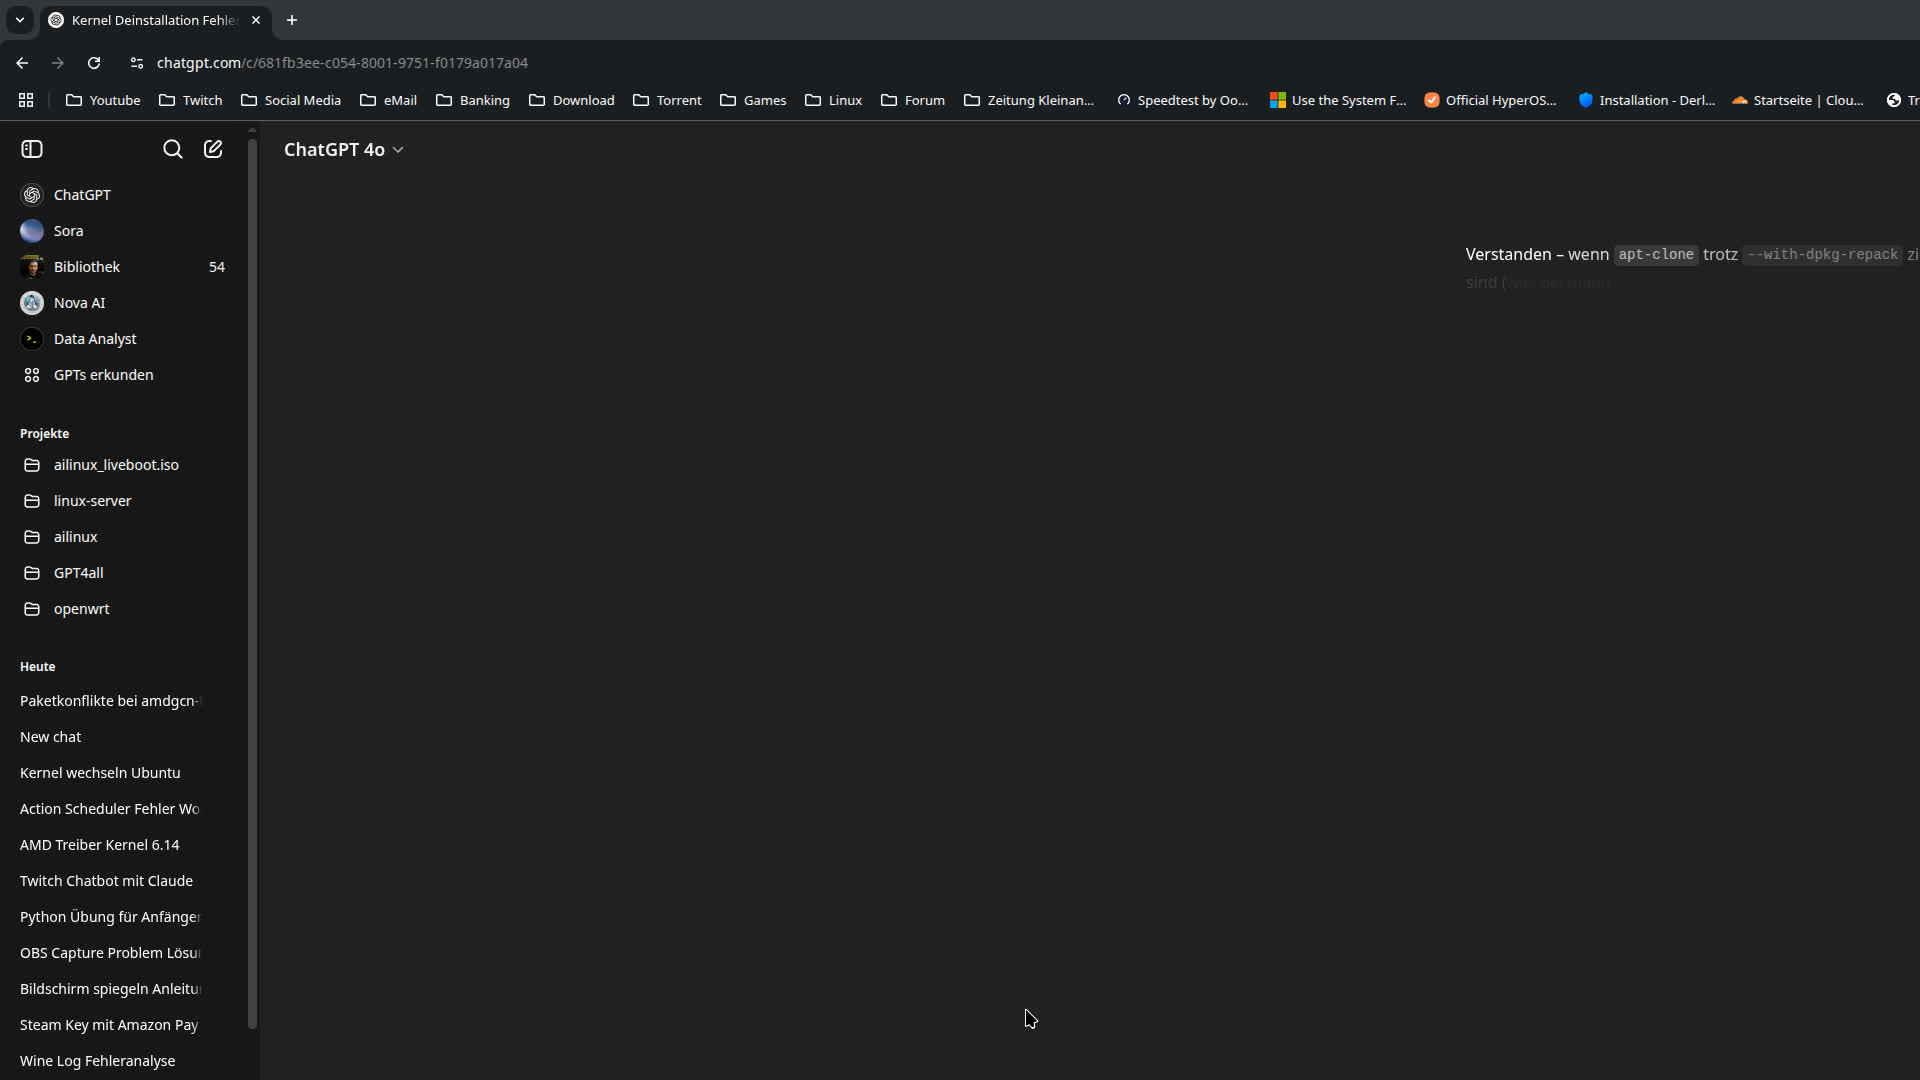 Kernel Deinstallation Fehle
chatgpt.com/c/681fb3ee-c054-8001-9751-f0179a017a04
Youtube Twitch Social Media eMail Banking Download Torrent Games Linux Forum Zeitung Kleinan... Speedtest by Oo... Use the System F... Official HyperOS... Installation - Derl... Startseite | Clou... Tr
ChatGPT 4o
ChatGPT
Sora
Bibliothek 54
Nova AI
Data Analyst
GPTs erkunden
Projekte
ailinux_liveboot.iso
linux-server
ailinux
GPT4all
openwrt
Heute
Paketkonflikte bei amdgcn-
New chat
Kernel wechseln Ubuntu
Action Scheduler Fehler Wo
AMD Treiber Kernel 6.14
Twitch Chatbot mit Claude
Python Übung für Anfänger
OBS Capture Problem Lösu
Bildschirm spiegeln Anleitu
Steam Key mit Amazon Pay
Wine Log Fehleranalyse
Verstanden – wenn apt-clone trotz --with-dpkg-repack zi
sind (